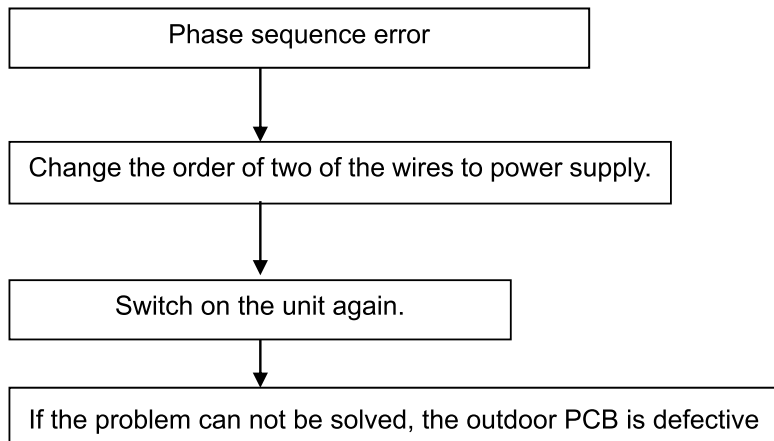 Phase sequence error
Change the order of two of the wires to power supply.
Switch on the unit again.
If the problem can not be solved, the outdoor PCB is defective